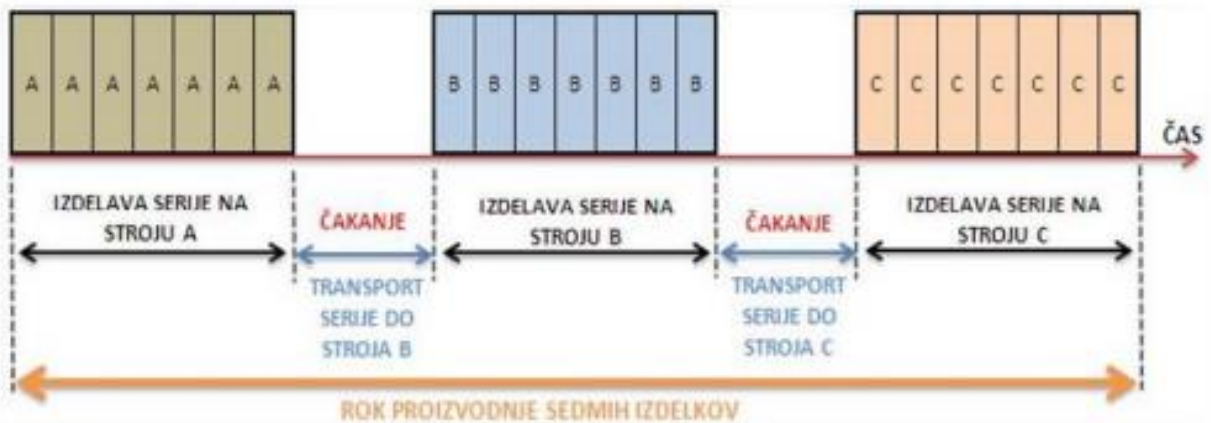 A A A A A A A
B B B B B B B
C C C C C C C
ČAS
IZDELAVA SERIJE NA
STROJU A
ČAKANJE
TRANSPORT
SERIJE DO
STROJA B
IZDELAVA SERIJE NA
STROJU B
ČAKANJE
TRANSPORT
SERIJE DO
STROJA C
IZDELAVA SERIJE NA
STROJU C
ROK PROIZVODNJE SEDMIH IZDELKOV